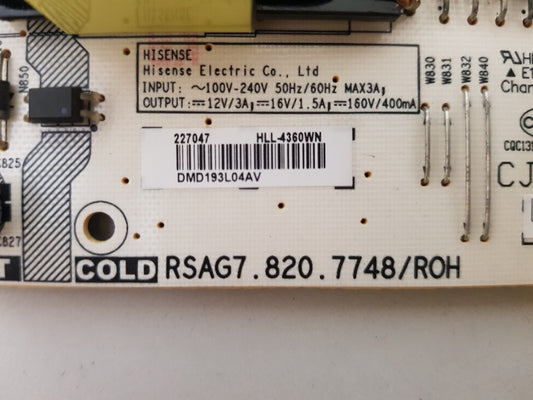 HISENSE
Hisense Electric Co., Ltd
INPUT: ～100V-240V 50Hz/60Hz MAX3A;
OUTPUT: ⎓12V/3A; ⎓16V/1.5A; ⎓160V/400mA
W830
W831
W832
W840
N850
227047 HLL-4360WN
DMD193L04AV
COLD RSAG7.820.7748/ROH